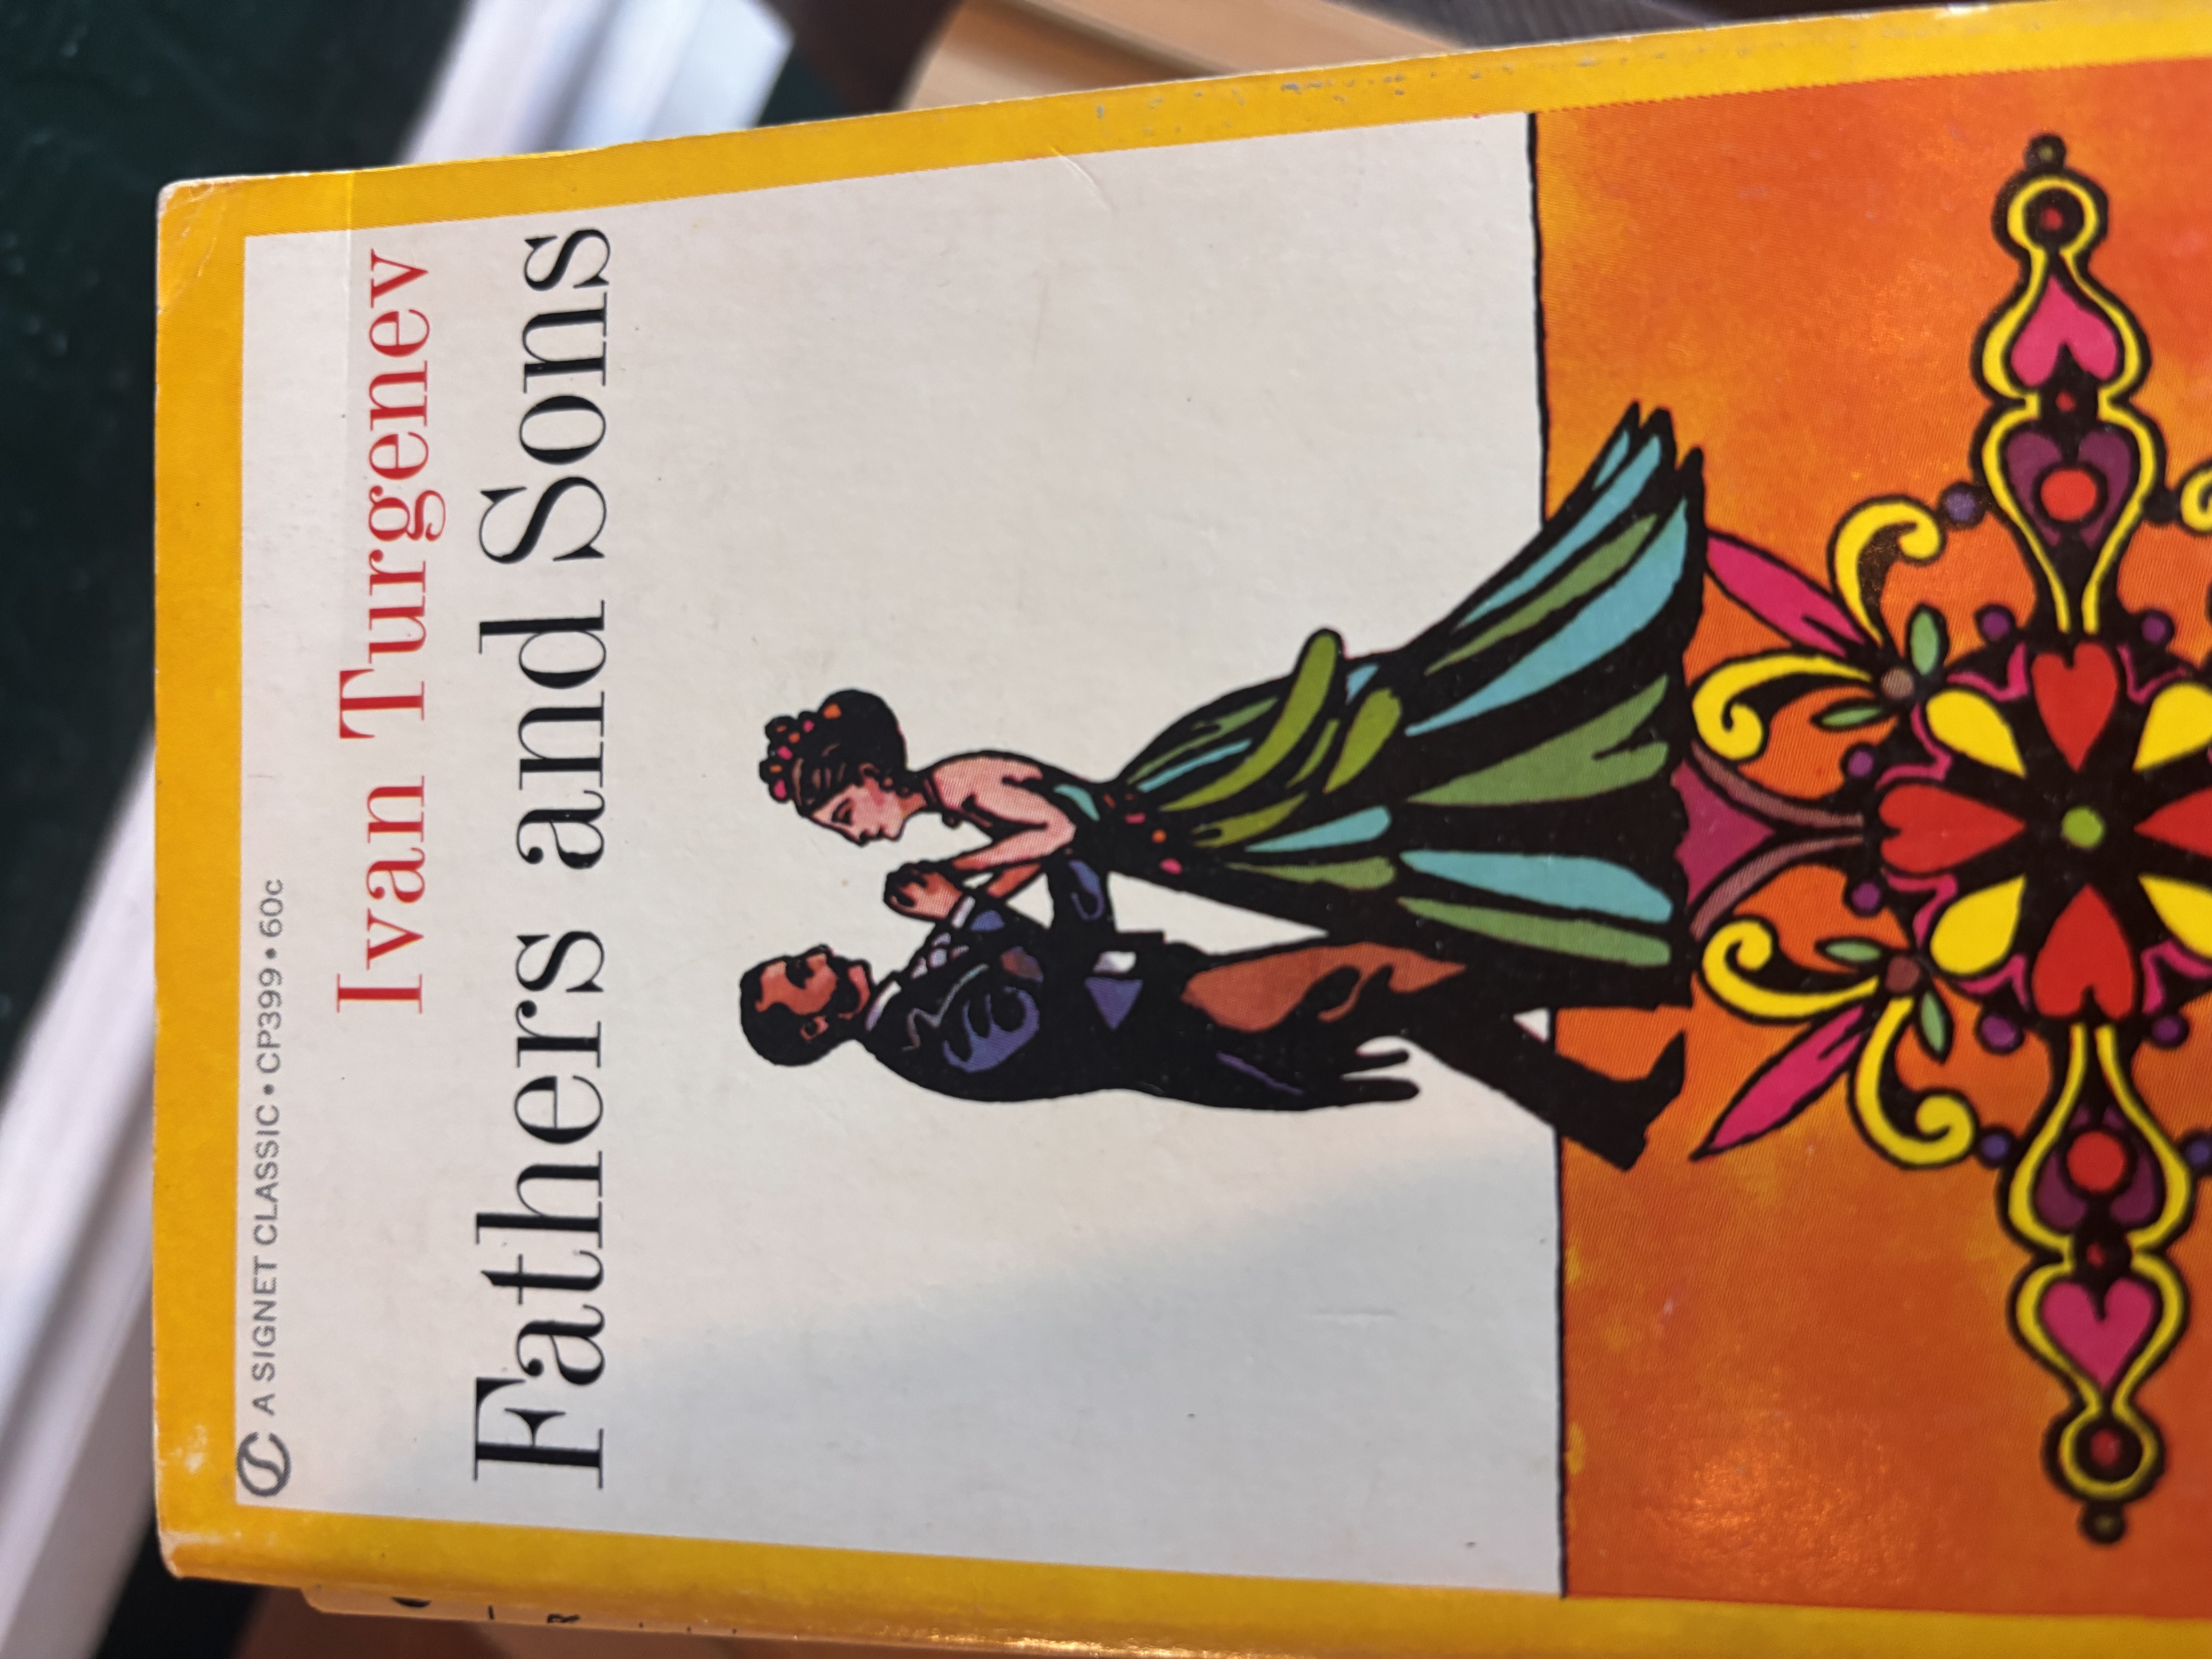 A SIGNET CLASSIC • CP399 • 60c
Ivan Turgenev
Fathers and Sons